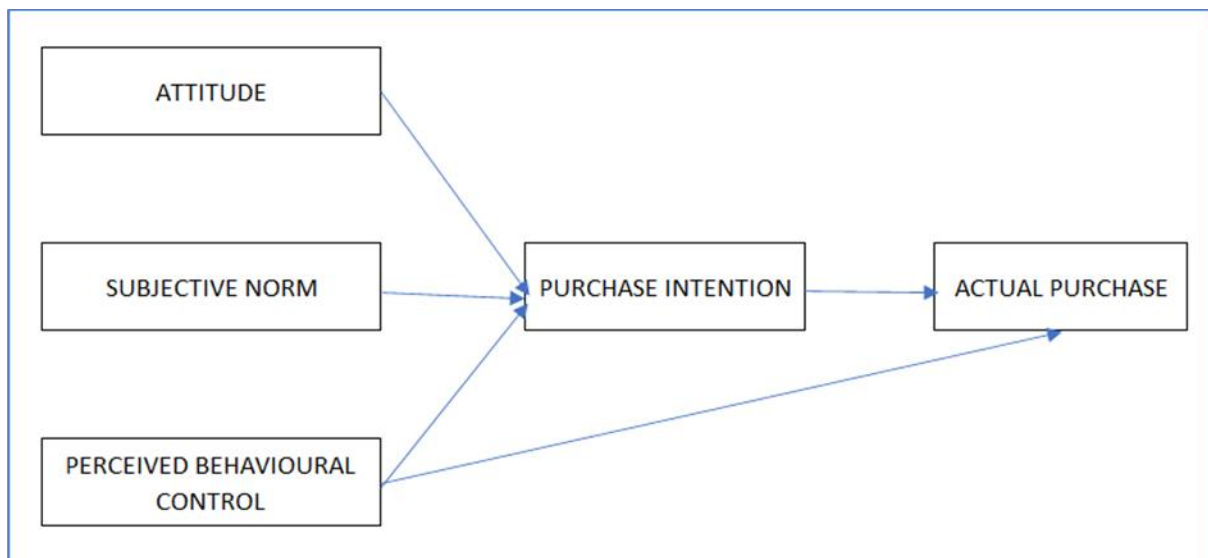 ATTITUDE
SUBJECTIVE NORM
PURCHASE INTENTION
ACTUAL PURCHASE
PERCEIVED BEHAVIOURAL
CONTROL